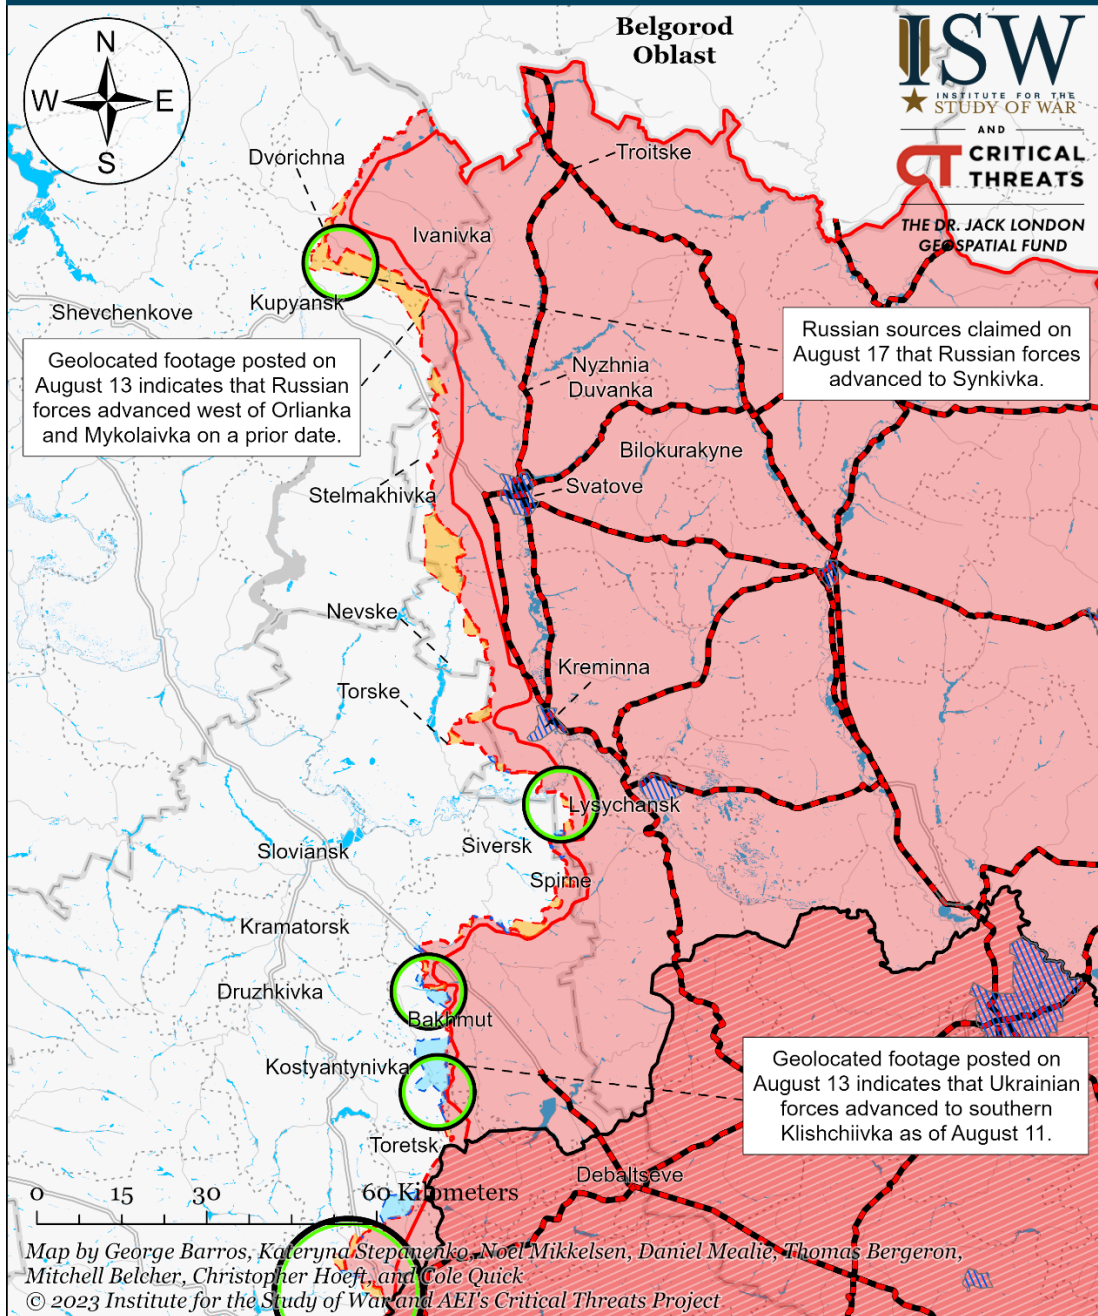 Belgorod
Oblast
ISW
INSTITUTE FOR THE
STUDY OF WAR
AND
CT CRITICAL
THREATS
THE DR. JACK LONDON
GEOSPATIAL FUND
N
W E
S
Dvorichna
Troitske
Ivanivka
Kupyansk
Shevchenkove
Russian sources claimed on
August 17 that Russian forces
advanced to Synkivka.
Geolocated footage posted on
August 13 indicates that Russian
forces advanced west of Orlianka
and Mykolaivka on a prior date.
Nyzhnia
Duvanka
Bilokurakyne
Stelmakhivka
Svatove
Nevske
Kreminna
Torske
Lysychansk
Siversk
Sloviansk
Spirne
Kramatorsk
Druzhkivka
Bakhmut
Kostyantynivka
Geolocated footage posted on
August 13 indicates that Ukrainian
forces advanced to southern
Klishchiivka as of August 11.
Toretsk
Debaltseve
0 15 30 60 Kilometers
Map by George Barros, Kateryna Stepanenko, Noel Mikkelsen, Daniel Mealie, Thomas Bergeron,
Mitchell Belcher, Christopher Hoeft, and Cole Quick
© 2023 Institute for the Study of War and AEI's Critical Threats Project